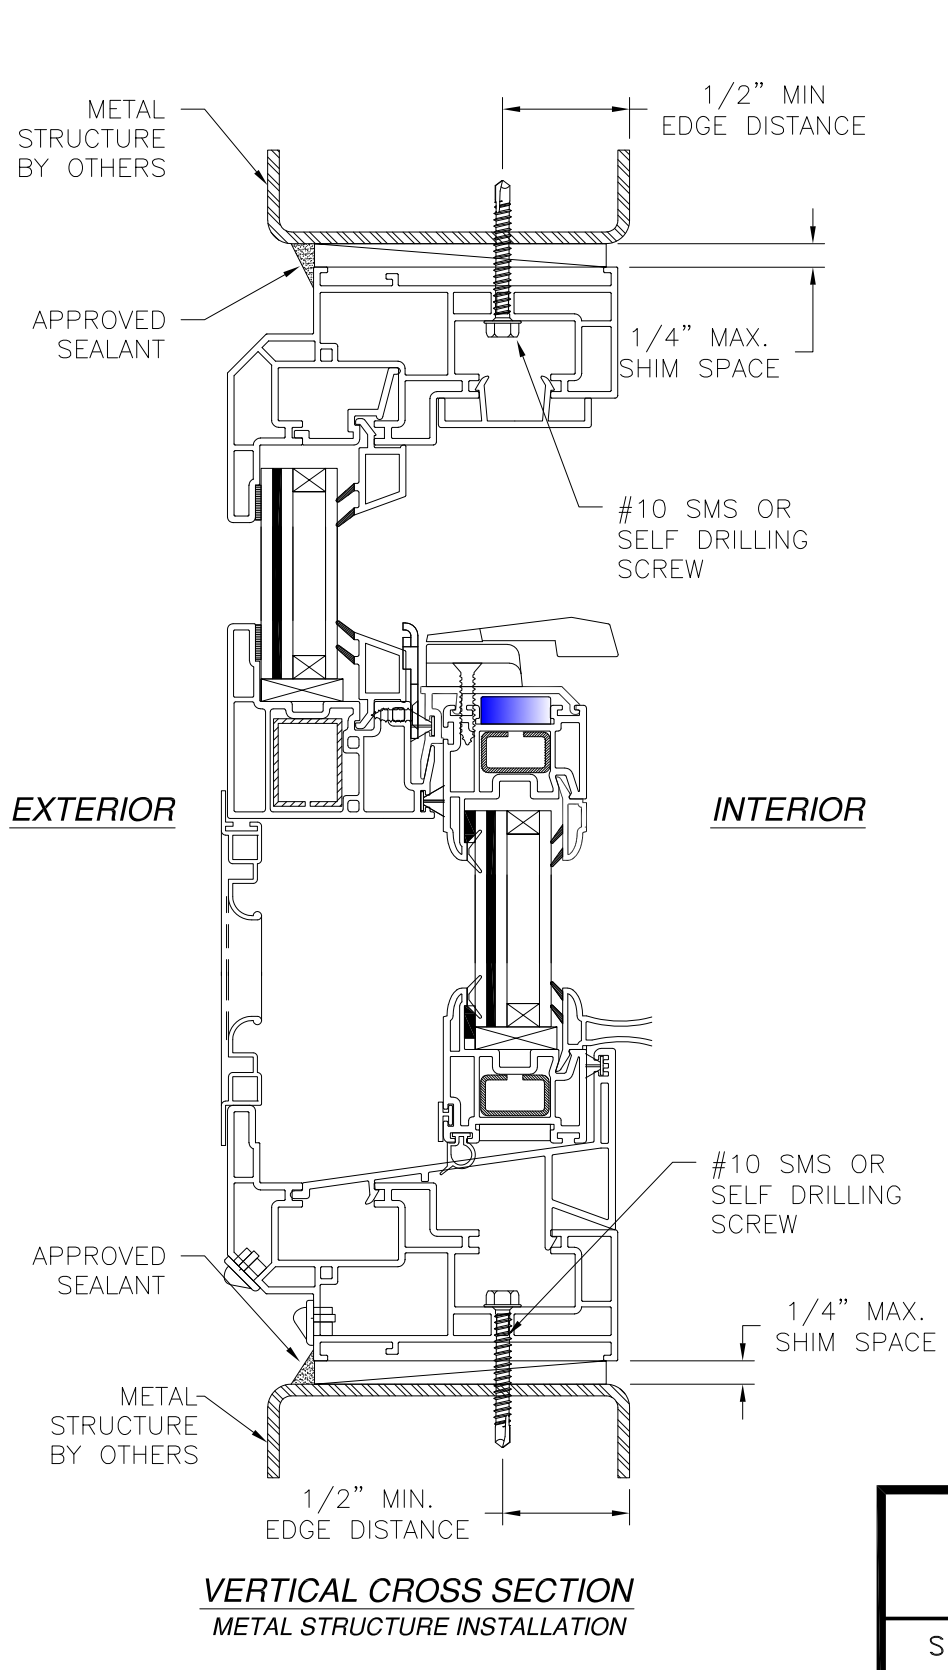 METAL
STRUCTURE
BY OTHERS
1/2” MIN
EDGE DISTANCE
APPROVED
SEALANT
1/4” MAX.
SHIM SPACE
#10 SMS OR
SELF DRILLING
SCREW
EXTERIOR
INTERIOR
#10 SMS OR
SELF DRILLING
SCREW
APPROVED
SEALANT
1/4” MAX.
SHIM SPACE
METAL
STRUCTURE
BY OTHERS
1/2” MIN.
EDGE DISTANCE
VERTICAL CROSS SECTION
METAL STRUCTURE INSTALLATION
S